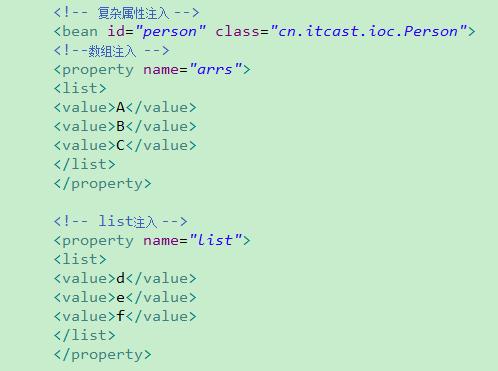 <!-- 复杂属性注入 -->
<bean id="person" class="cn.itcast.ioc.Person">
<!--数组注入 -->
<property name="arrs">
<list>
<value>A</value>
<value>B</value>
<value>C</value>
</list>
</property>
<!-- list注入 -->
<property name="list">
<list>
<value>d</value>
<value>e</value>
<value>f</value>
</list>
</property>